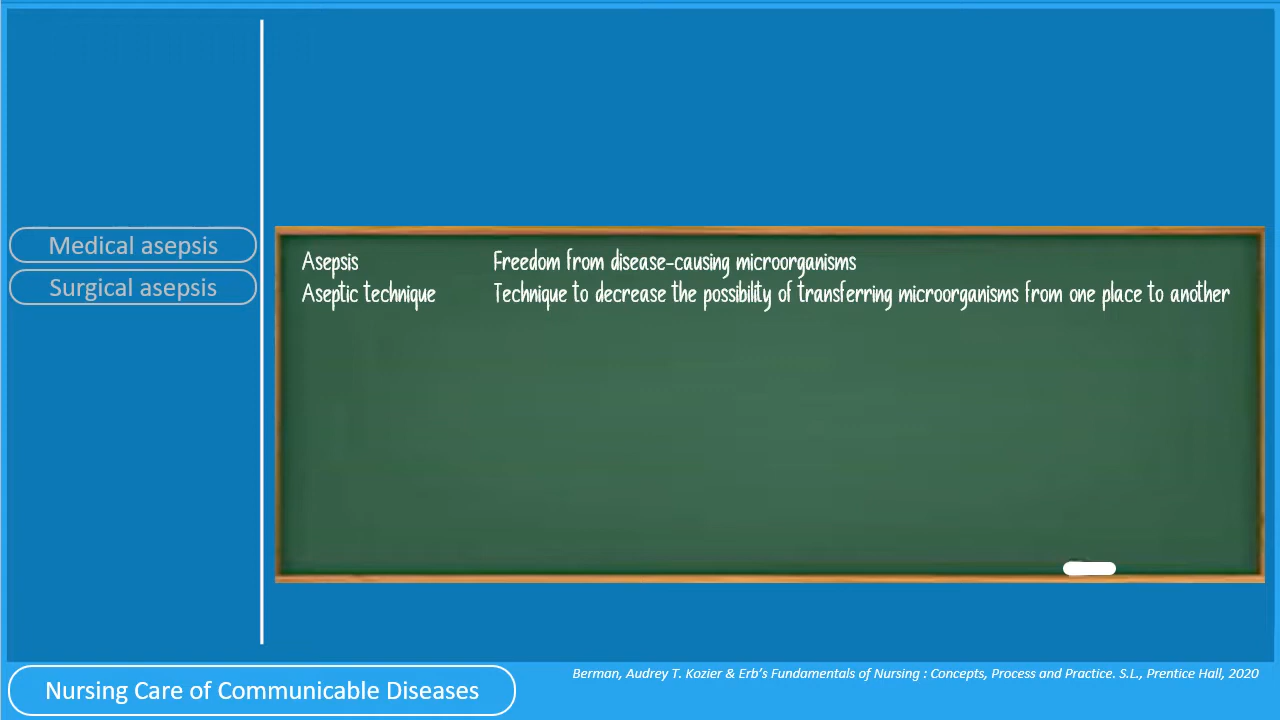 Medical asepsis
Surgical asepsis
Asepsis Freedom from disease-causing microorganisms
Aseptic technique Technique to decrease the possibility of transferring microorganisms from one place to another
Berman, Audrey T. Kozier & Erb's Fundamentals of Nursing : Concepts, Process and Practice. S.L., Prentice Hall, 2020
Nursing Care of Communicable Diseases